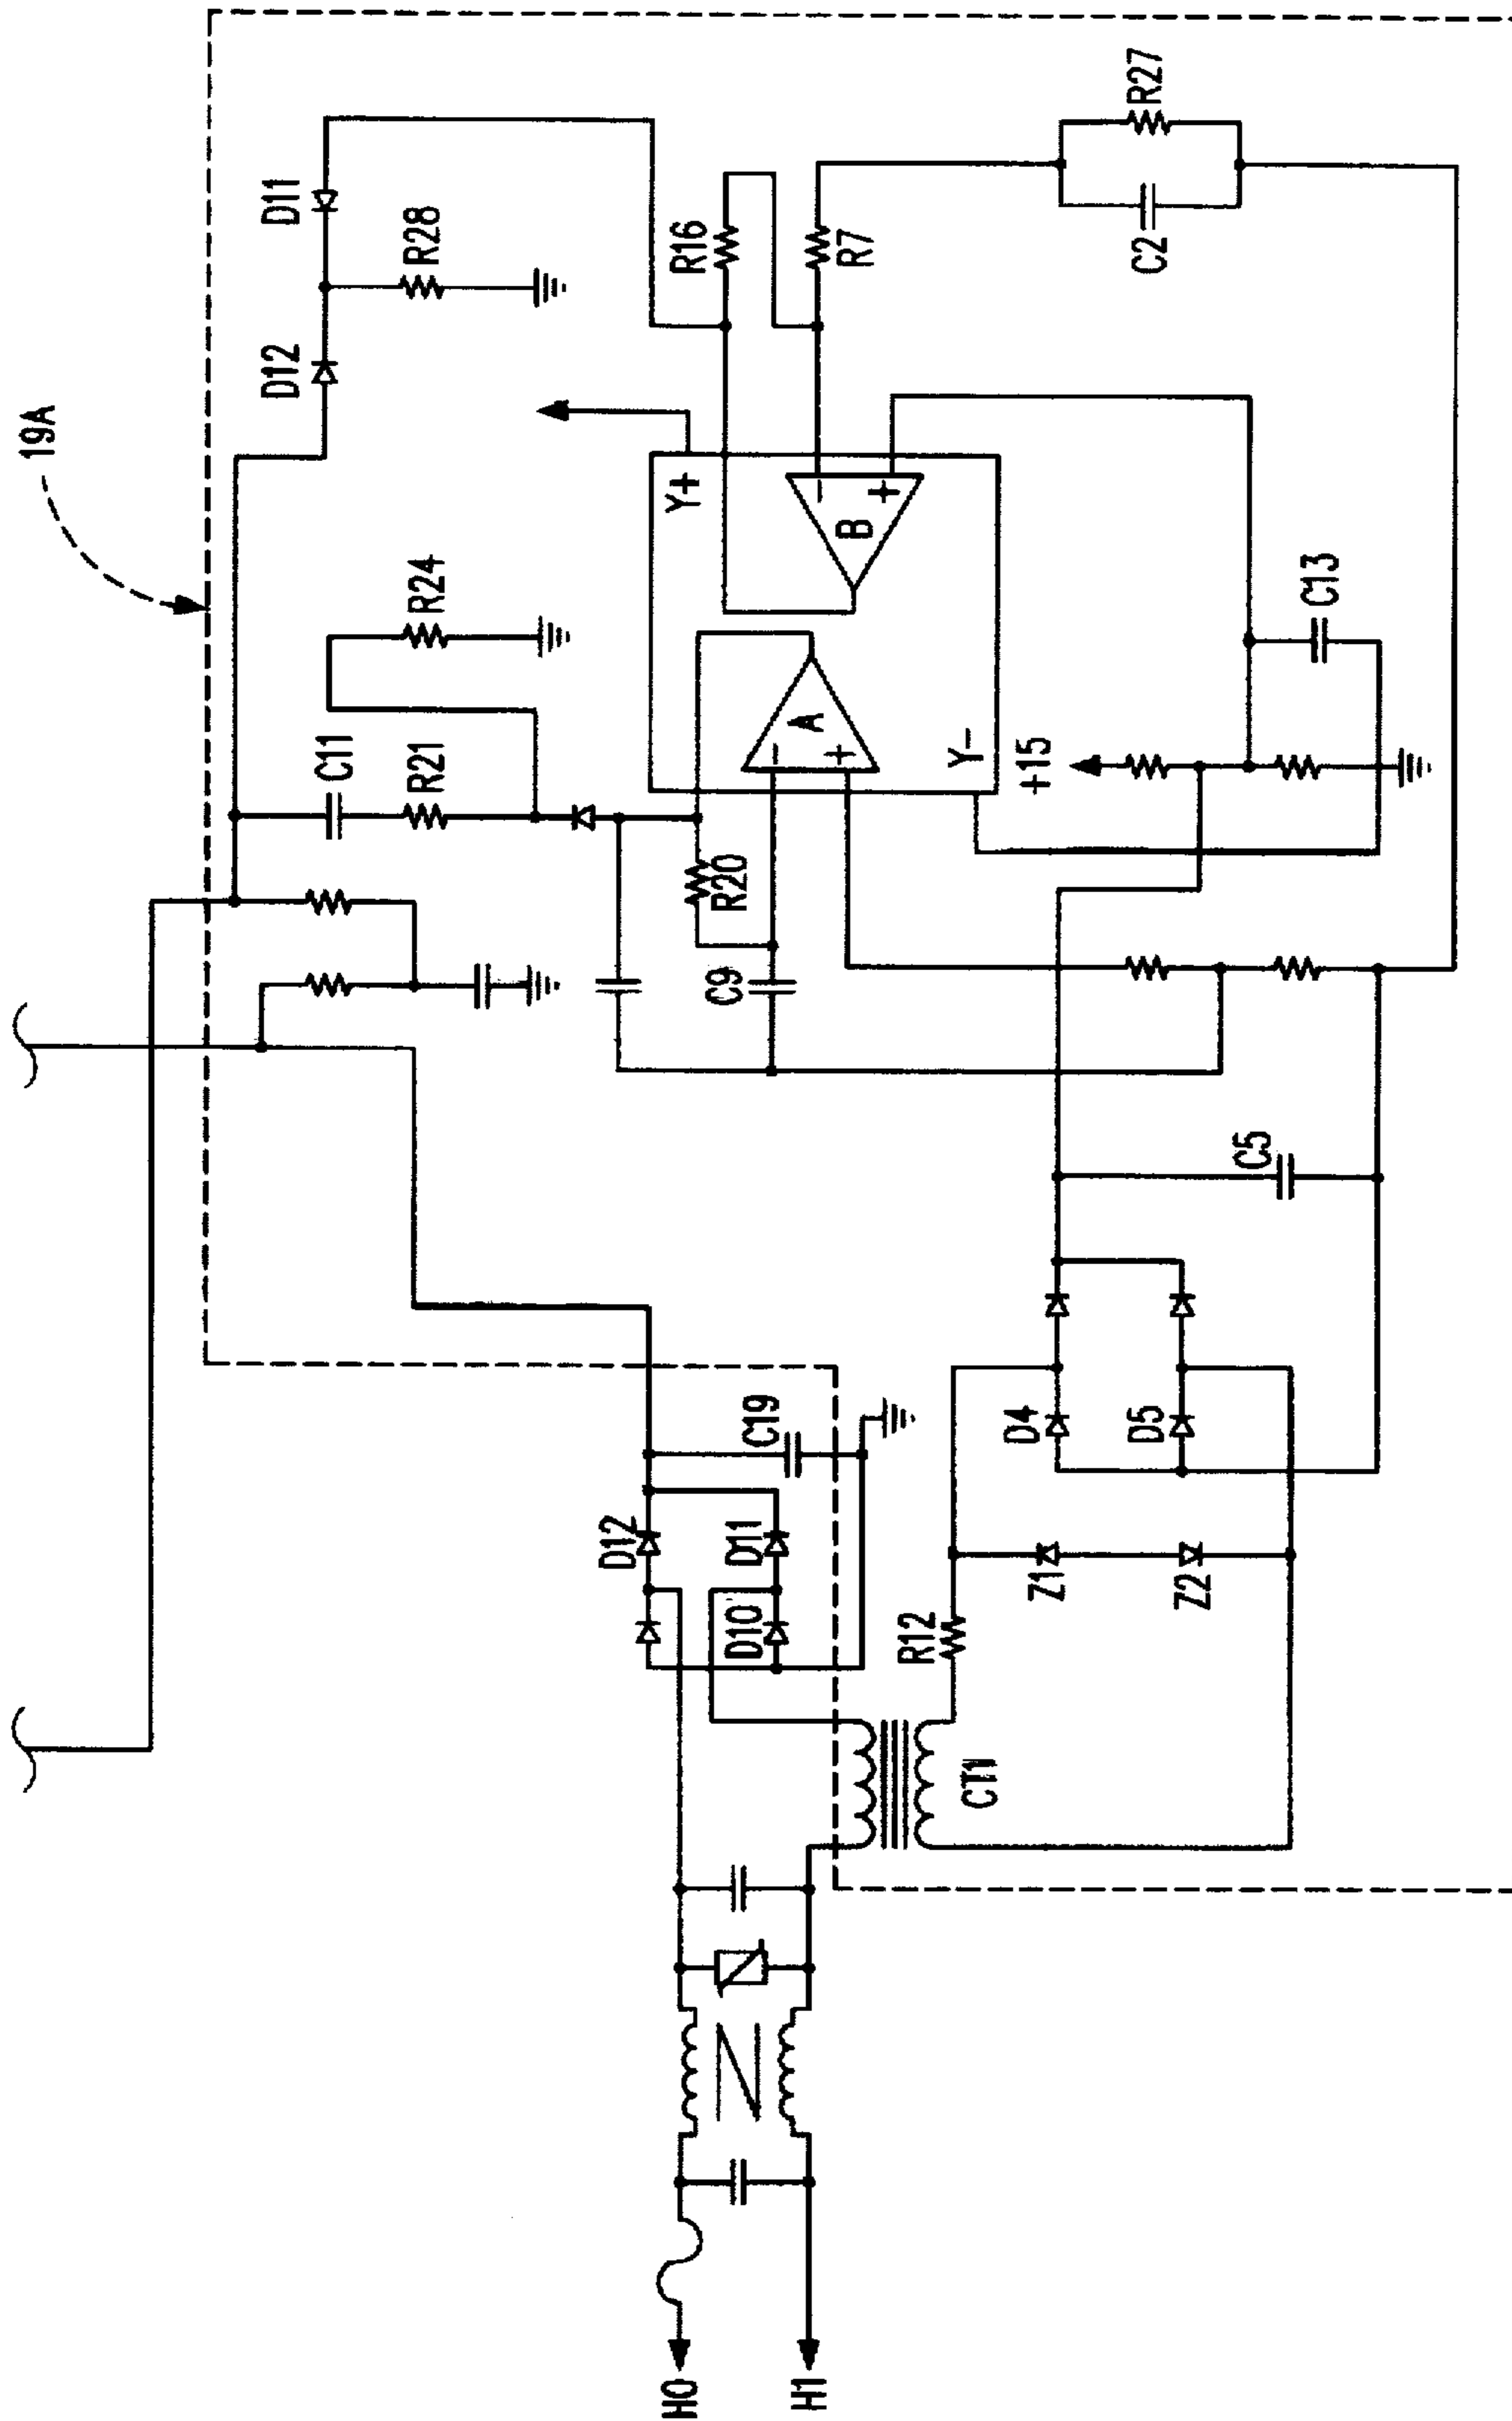 19A
D11
R28
D12
R16
R7
R27
C2
Y+
B
−
+
R24
C11
R21
A
−
+
Y-
+15
C13
R20
C9
C5
C19
D12
D11
D10
D4
D5
Z1
Z2
R12
CT1
H0
H1